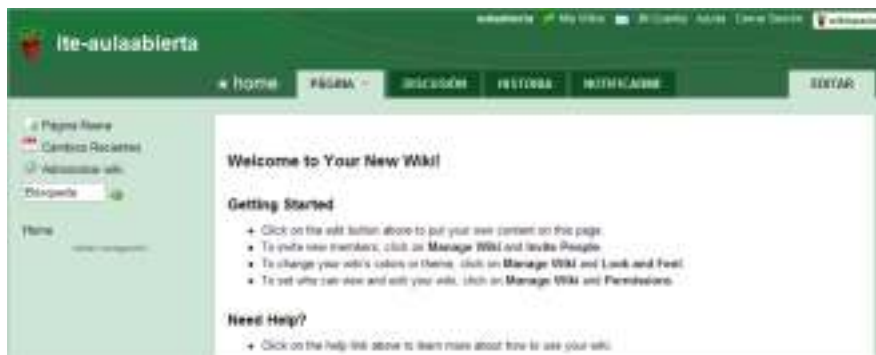 aulaabierta My Wikis Mi Cuenta Ayuda Cerrar Sesión wikispaces
ite-aulaabierta
home PÁGINA DISCUSIÓN HISTORIA NOTIFICARME EDITAR
Página Nueva
Cambios Recientes
Administrar wiki
Búsqueda
Home
Welcome to Your New Wiki!
Getting Started
• Click on the edit button above to put your own content on this page.
• To invite new members, click on Manage Wiki and Invite People.
• To change your wiki's colors or theme, click on Manage Wiki and Look and Feel.
• To set who can view and edit your wiki, click on Manage Wiki and Permissions.
Need Help?
• Click on the help link above to learn more about how to use your wiki.